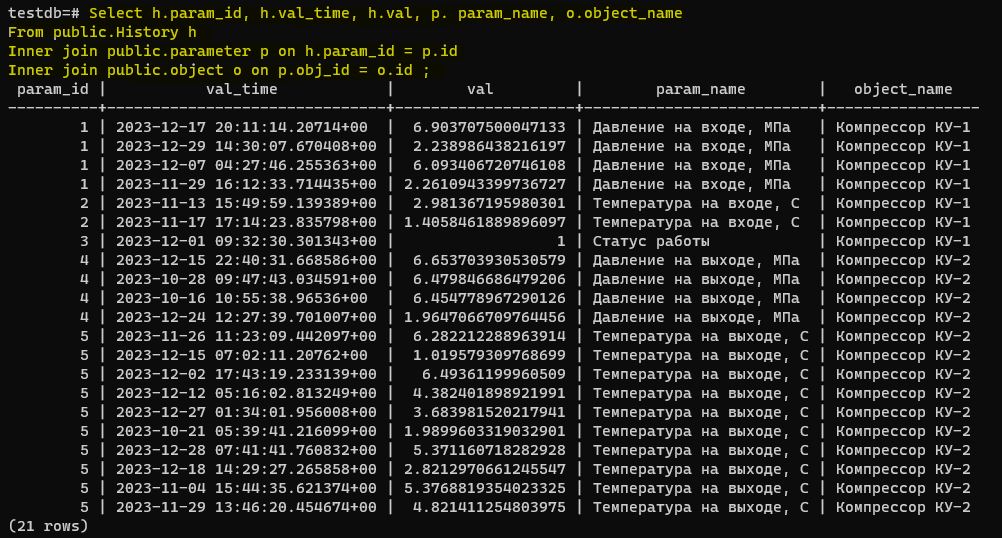 testdb=# Select h.param_id, h.val_time, h.val, p. param_name, o.object_name
From public.History h
Inner join public.parameter p on h.param_id = p.id
Inner join public.object o on p.obj_id = o.id ;
param_id | val_time | val | param_name | object_name
----------+-------------------------------+--------------------+--------------------------+-----------------
1 | 2023-12-17 20:11:14.20714+00 | 6.903707500047133 | Давление на входе, МПа | Компрессор КУ-1
1 | 2023-12-29 14:30:07.670408+00 | 2.238986438216197 | Давление на входе, МПа | Компрессор КУ-1
1 | 2023-12-07 04:27:46.255363+00 | 6.0934067220746108 | Давление на входе, МПа | Компрессор КУ-1
1 | 2023-11-29 16:12:33.714435+00 | 2.2610943399736727 | Давление на входе, МПа | Компрессор КУ-1
2 | 2023-11-13 15:49:59.139389+00 | 2.981367195980301 | Температура на входе, С | Компрессор КУ-1
2 | 2023-11-17 17:14:23.835798+00 | 1.4058461889896097 | Температура на входе, С | Компрессор КУ-1
3 | 2023-12-01 09:32:30.301343+00 | 1 | Статус работы | Компрессор КУ-1
4 | 2023-12-15 22:40:31.668586+00 | 6.653703930530579 | Давление на выходе, МПа | Компрессор КУ-2
4 | 2023-10-28 09:47:43.034591+00 | 6.479846686479206 | Давление на выходе, МПа | Компрессор КУ-2
4 | 2023-10-16 10:55:38.96536+00 | 6.454778967290126 | Давление на выходе, МПа | Компрессор КУ-2
4 | 2023-12-24 12:27:39.701007+00 | 1.9647066709764456 | Давление на выходе, МПа | Компрессор КУ-2
5 | 2023-11-26 11:23:09.442097+00 | 6.282212288963914 | Температура на выходе, С | Компрессор КУ-2
5 | 2023-12-15 07:02:11.20762+00 | 1.019579309768699 | Температура на выходе, С | Компрессор КУ-2
5 | 2023-12-02 17:43:19.233139+00 | 6.49361199960509 | Температура на выходе, С | Компрессор КУ-2
5 | 2023-12-12 05:16:02.813249+00 | 4.382401898921991 | Температура на выходе, С | Компрессор КУ-2
5 | 2023-12-27 01:34:01.956008+00 | 3.683981520217941 | Температура на выходе, С | Компрессор КУ-2
5 | 2023-10-21 05:39:41.216099+00 | 1.9899603319032901 | Температура на выходе, С | Компрессор КУ-2
5 | 2023-12-28 07:41:41.760832+00 | 5.371160718282928 | Температура на выходе, С | Компрессор КУ-2
5 | 2023-12-18 14:29:27.265858+00 | 2.8212970661245547 | Температура на выходе, С | Компрессор КУ-2
5 | 2023-11-04 15:44:35.621374+00 | 5.3768819354023325 | Температура на выходе, С | Компрессор КУ-2
5 | 2023-11-29 13:46:20.454674+00 | 4.821411254803975 | Температура на выходе, С | Компрессор КУ-2
(21 rows)